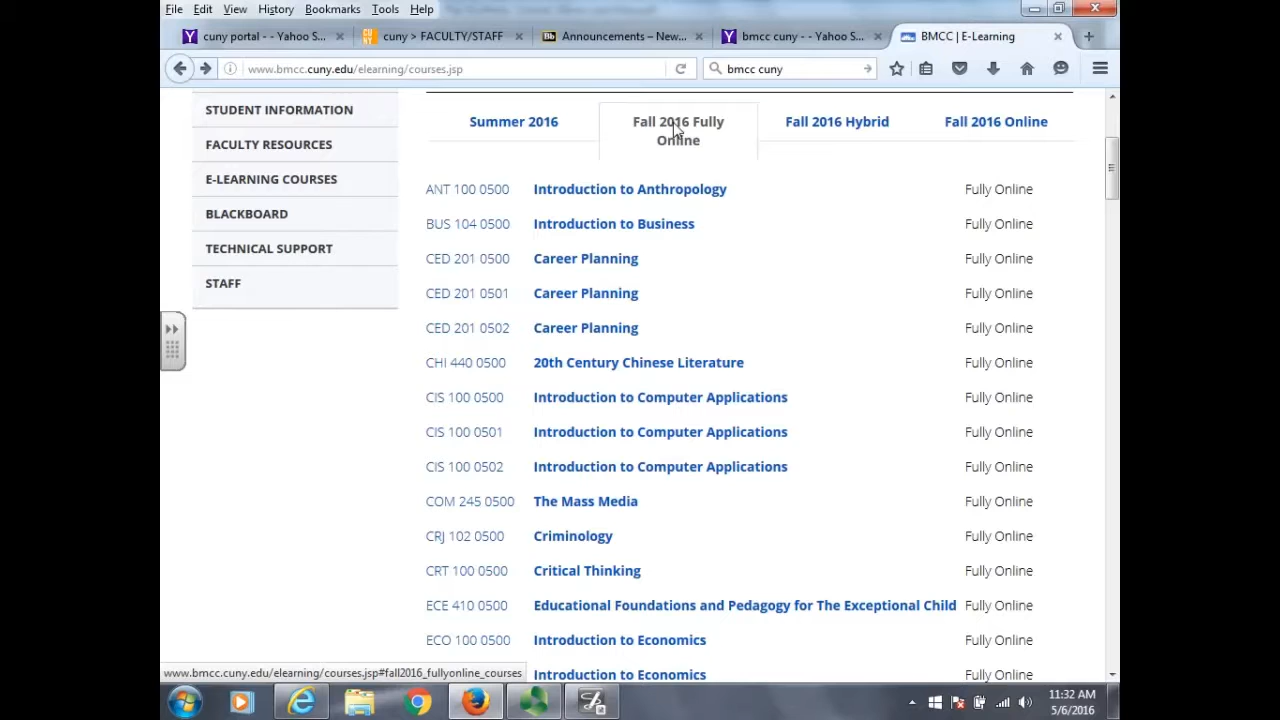 File Edit View History Bookmarks Tools Help
cuny portal - - Yahoo S...
cuny > FACULTY/STAFF
Announcements – New...
bmcc cuny - - Yahoo S...
BMCC | E-Learning
www.bmcc.cuny.edu/elearning/courses.jsp
bmcc cuny
STUDENT INFORMATION
FACULTY RESOURCES
E-LEARNING COURSES
BLACKBOARD
TECHNICAL SUPPORT
STAFF
Summer 2016
Fall 2016 Fully
Online
Fall 2016 Hybrid
Fall 2016 Online
ANT 100 0500 Introduction to Anthropology Fully Online
BUS 104 0500 Introduction to Business Fully Online
CED 201 0500 Career Planning Fully Online
CED 201 0501 Career Planning Fully Online
CED 201 0502 Career Planning Fully Online
CHI 440 0500 20th Century Chinese Literature Fully Online
CIS 100 0500 Introduction to Computer Applications Fully Online
CIS 100 0501 Introduction to Computer Applications Fully Online
CIS 100 0502 Introduction to Computer Applications Fully Online
COM 245 0500 The Mass Media Fully Online
CRJ 102 0500 Criminology Fully Online
CRT 100 0500 Critical Thinking Fully Online
ECE 410 0500 Educational Foundations and Pedagogy for The Exceptional Child Fully Online
ECO 100 0500 Introduction to Economics Fully Online
Introduction to Economics Fully Online
www.bmcc.cuny.edu/elearning/courses.jsp#fall2016_fullyonline_courses
11:32 AM
5/6/2016